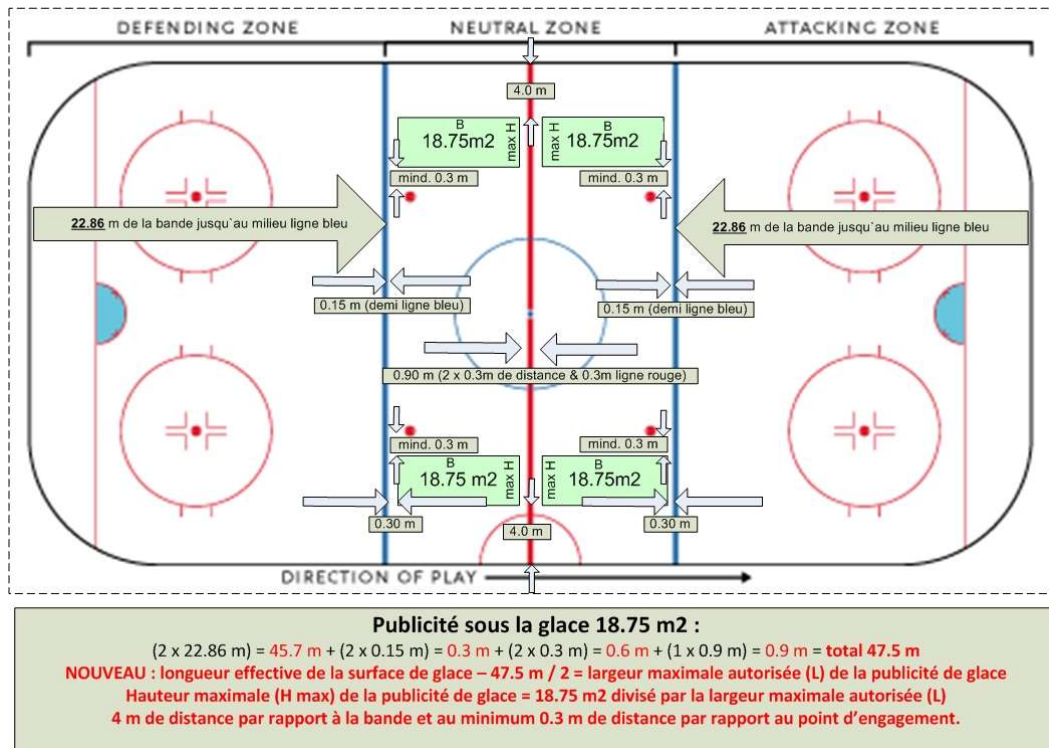 DEFENDING ZONE NEUTRAL ZONE ATTACKING ZONE
4.0 m
B B
18.75m2 max H max H 18.75m2
mind. 0.3 m mind. 0.3 m
22.86 m de la bande jusqu`au milieu ligne bleu 22.86 m de la bande jusqu`au milieu ligne bleu
0.15 m (demi ligne bleu) 0.15 m (demi ligne bleu)
0.90 m (2 x 0.3m de distance & 0.3m ligne rouge)
mind. 0.3 m mind. 0.3 m
B B
18.75 m2 max H max H 18.75m2
0.30 m 4.0 m 0.30 m
DIRECTION OF PLAY
Publicité sous la glace 18.75 m2 :
(2 x 22.86 m) = 45.7 m + (2 x 0.15 m) = 0.3 m + (2 x 0.3 m) = 0.6 m + (1 x 0.9 m) = 0.9 m = total 47.5 m
NOUVEAU : longueur effective de la surface de glace – 47.5 m / 2 = largeur maximale autorisée (L) de la publicité de glace
Hauteur maximale (H max) de la publicité de glace = 18.75 m2 divisé par la largeur maximale autorisée (L)
4 m de distance par rapport à la bande et au minimum 0.3 m de distance par rapport au point d’engagement.